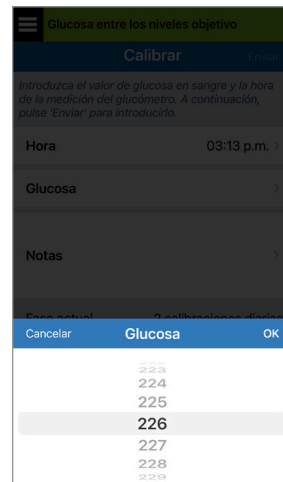 Glucosa entre los niveles objetivo
Calibrar Enviar
Introduzca el valor de glucosa en sangre y la hora
de la medición del glucómetro. A continuación,
pulse 'Enviar' para introducirlo.
Hora 03:13 p.m.
Glucosa
Notas
Fase actual 2 calibraciones diarias
Cancelar Glucosa OK
223
224
225
226
227
228
229